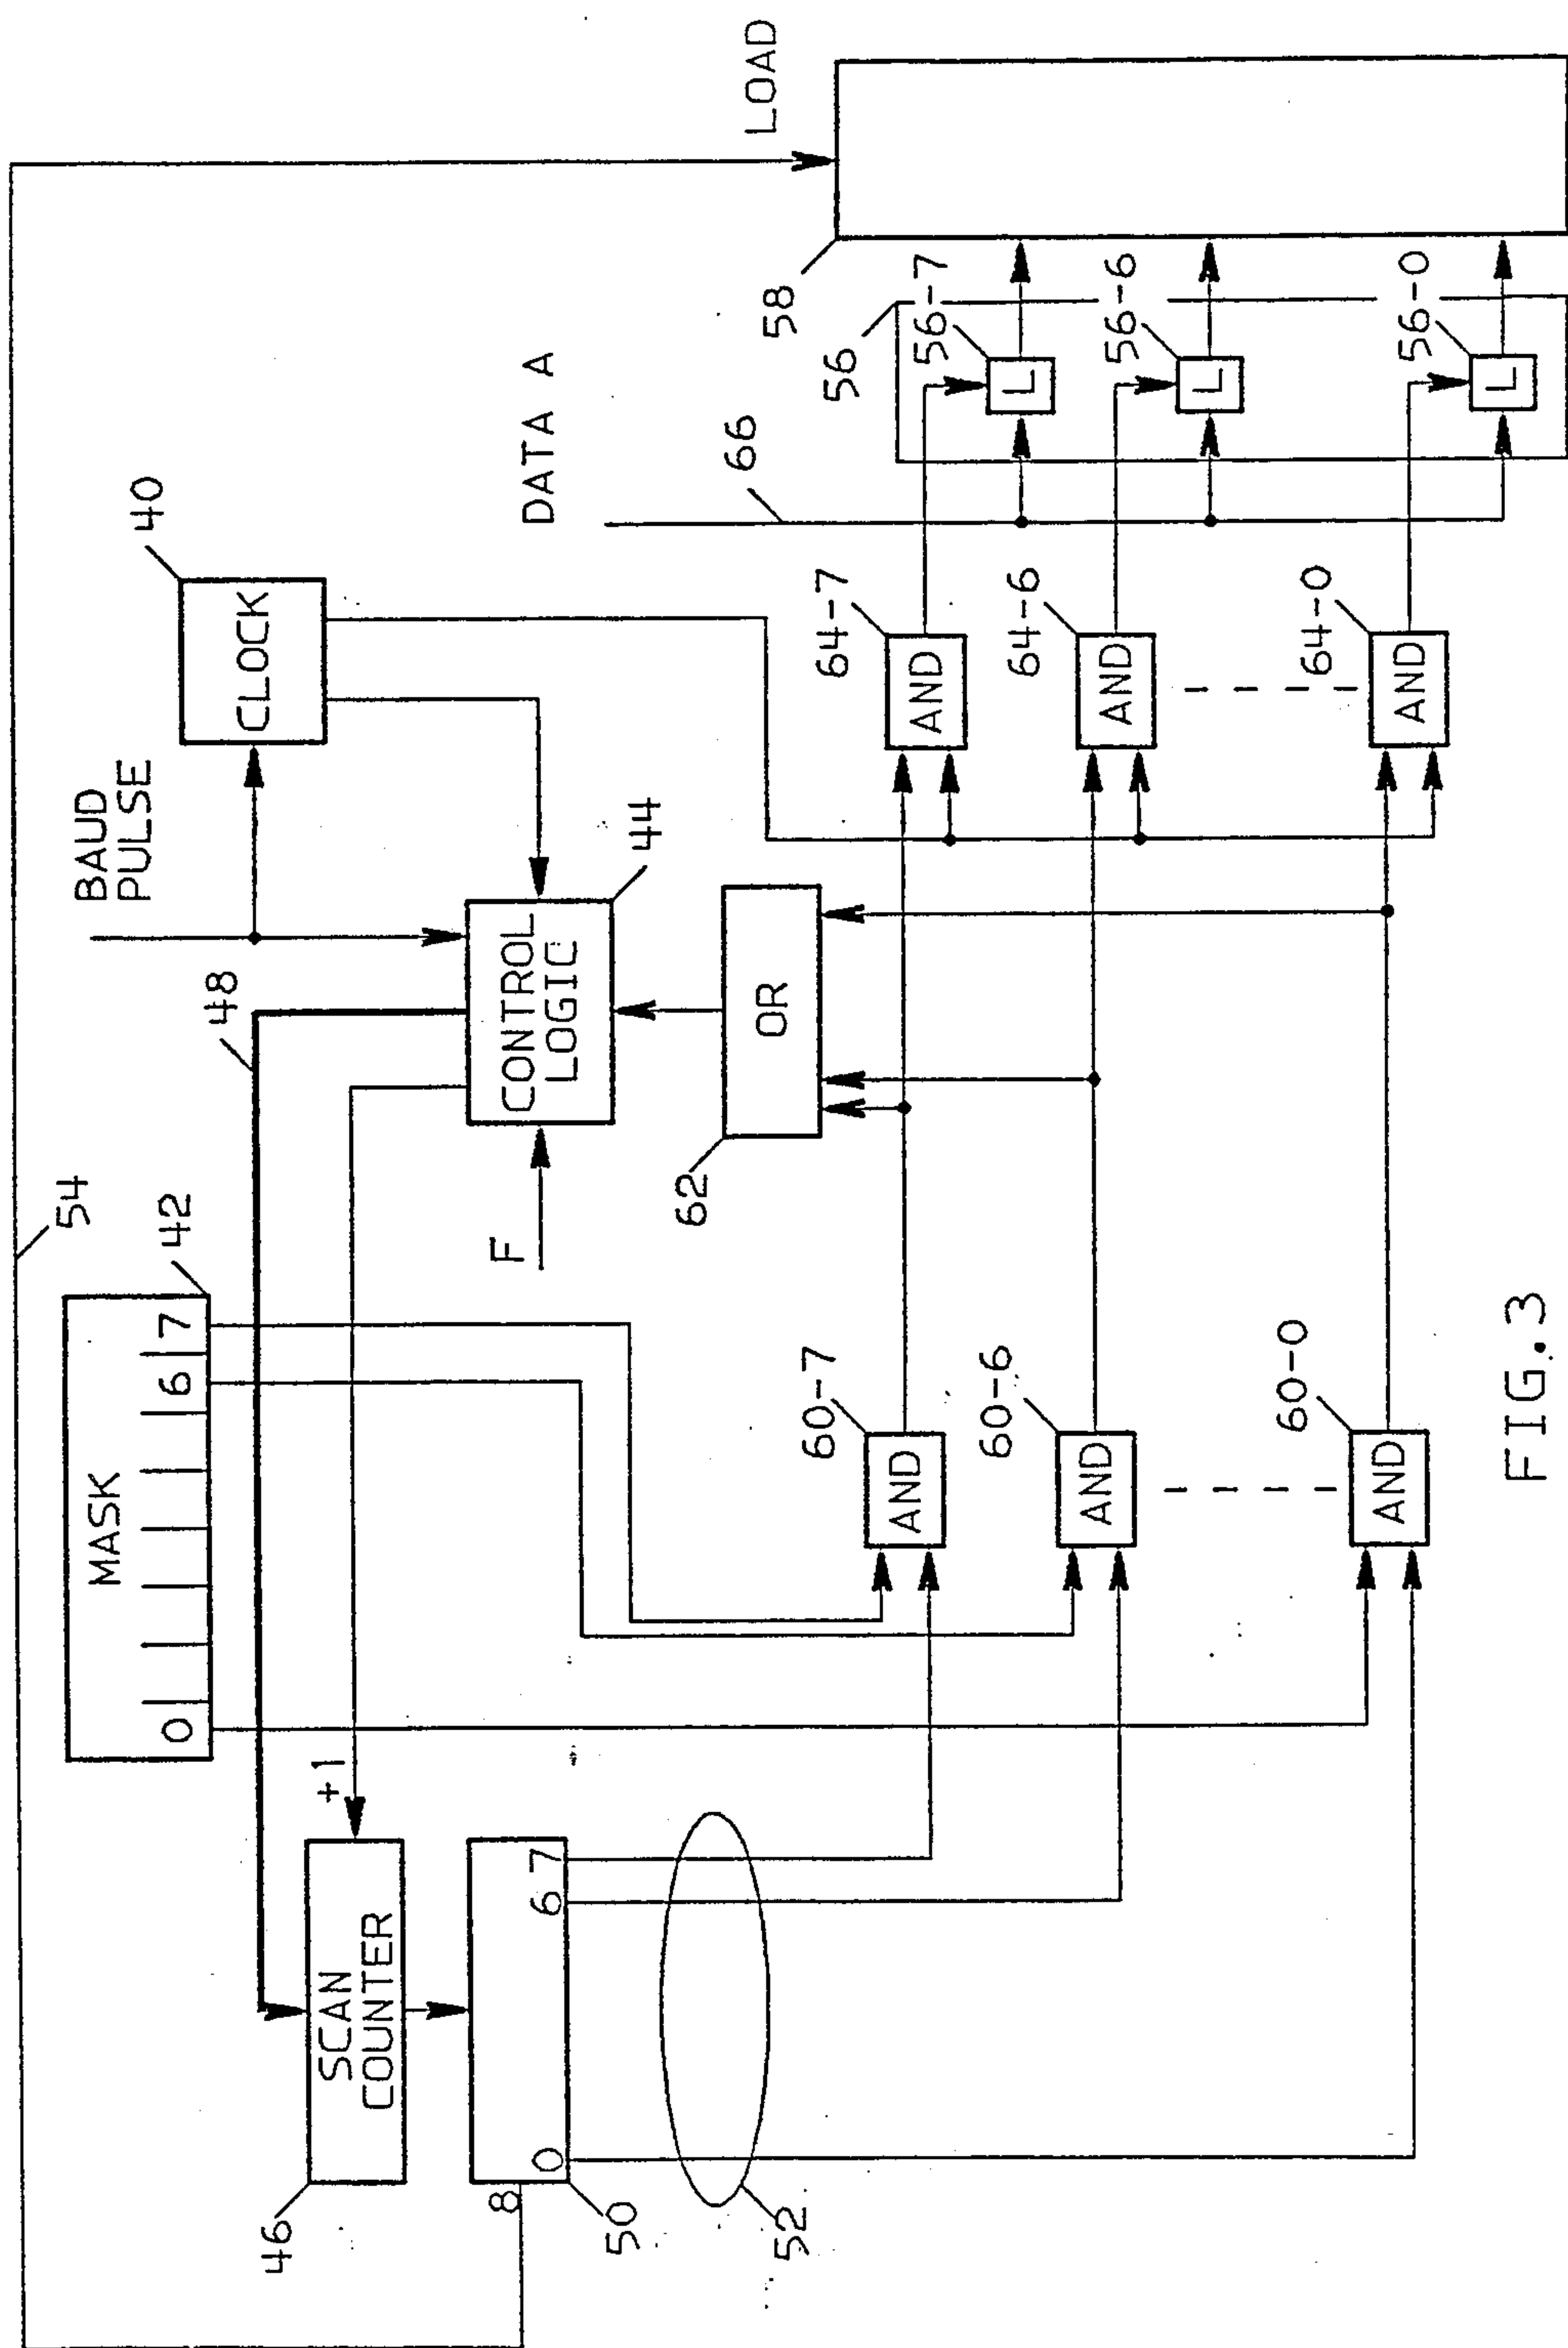 54
MASK
0 6 7
42
48
BAUD
PULSE
CLOCK
40
+1
SCAN
COUNTER
46
CONTROL
LOGIC
44
F
8
0 6 7
50
52
OR
62
DATA A
66
LOAD
58
56
60-7
AND
60-6
AND
60-0
AND
64-7
AND
64-6
AND
64-0
AND
56-7
L
56-6
L
56-0
L
FIG.3